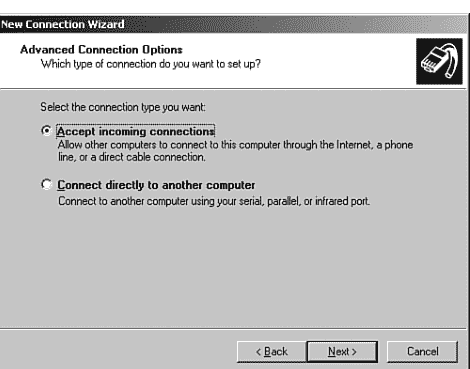 New Connection Wizard
Advanced Connection Options
Which type of connection do you want to set up?
Select the connection type you want:
Accept incoming connections
Allow other computers to connect to this computer through the Internet, a phone
line, or a direct cable connection.
Connect directly to another computer
Connect to another computer using your serial, parallel, or infrared port.
< Back Next > Cancel